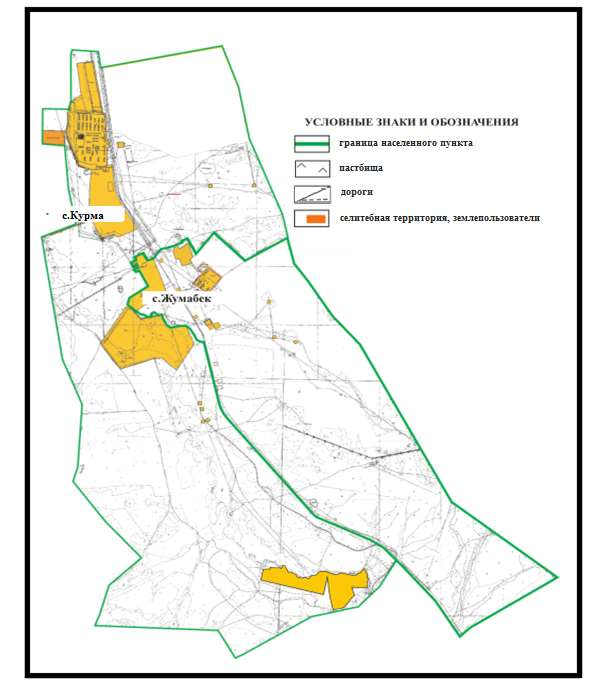 УСЛОВНЫЕ ЗНАКИ И ОБОЗНАЧЕНИЯ
граница населенного пункта
пастбища
дороги
селитебная территория, землепользователи
с.Курма
с.Жумабек